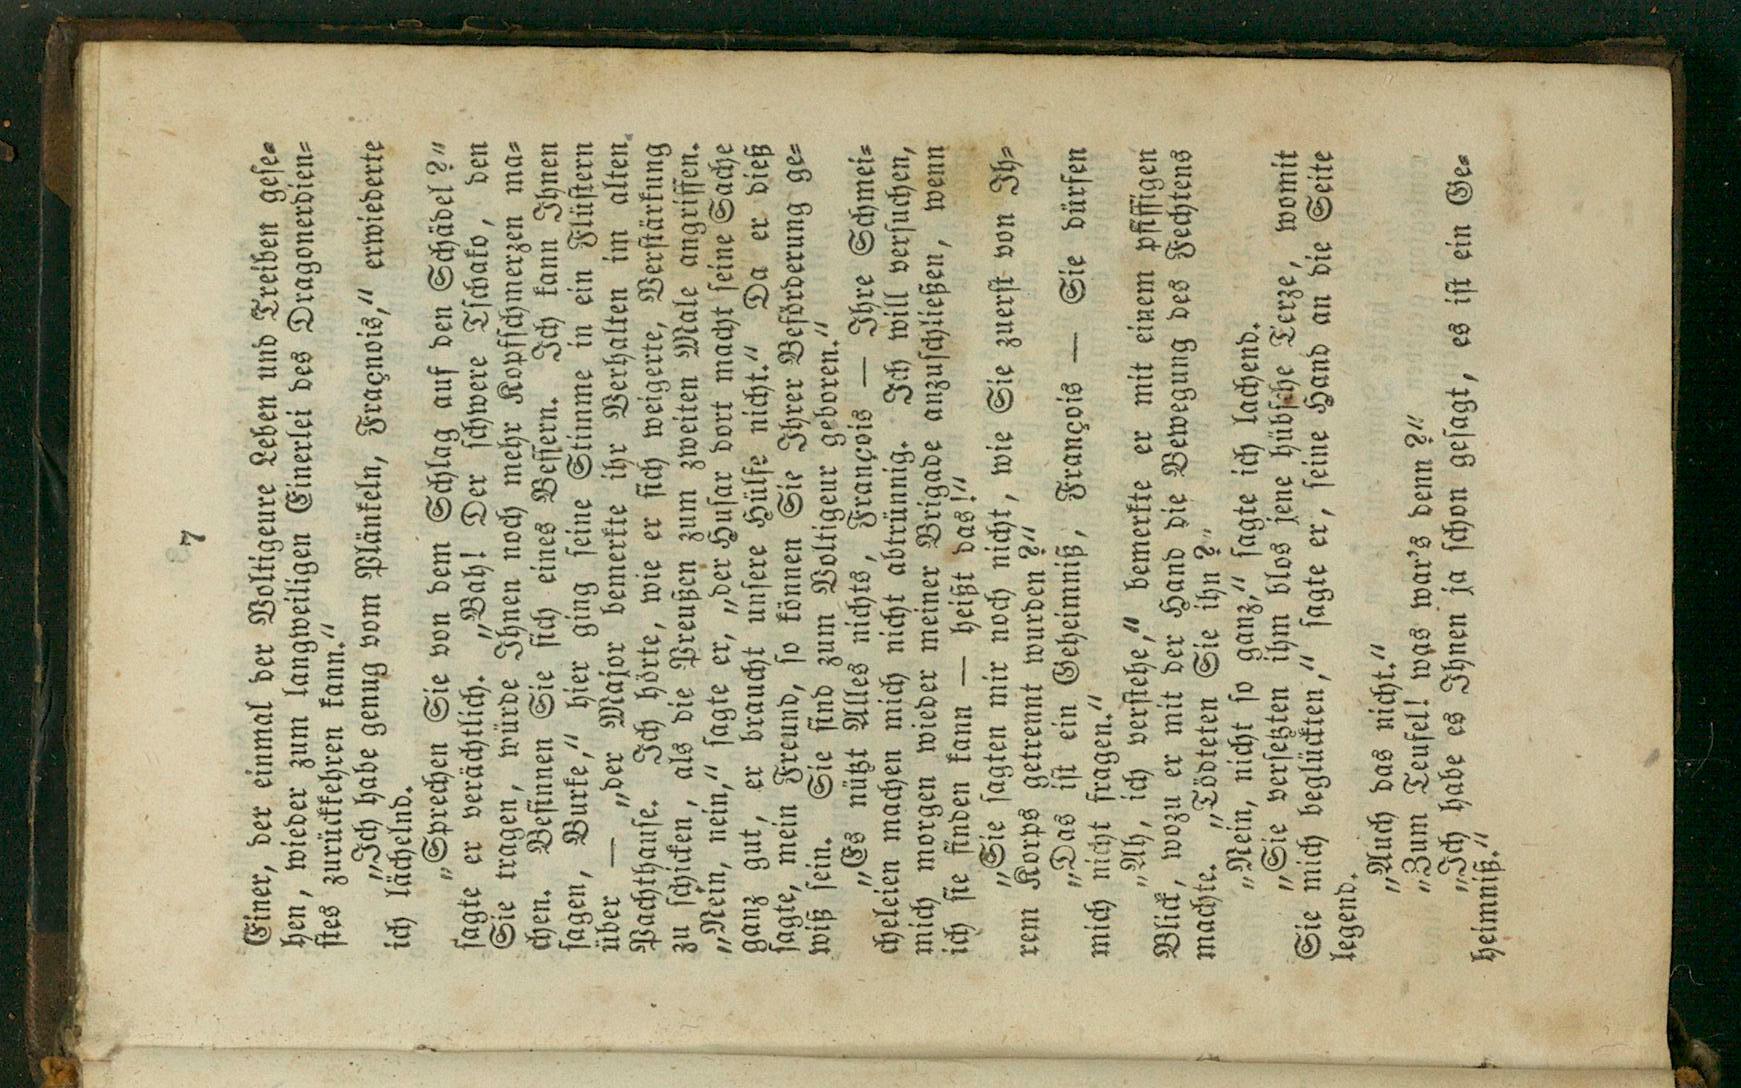 7
Einer, der einmal der Voltigeure Leben und Treiben gese=
hen, wieder zum langweiligen Einerlei des Dragonerdien=
stes zurückkehren kann.“
„Ich habe genug vom Plänkeln, Fraçnois,“ erwiederte
ich lächelnd.
„Sprechen Sie von dem Schlag auf den Schädel?“
sagte er verächtlich. „Bah! Der schwere Tschako, den
Sie tragen, würde Ihnen noch mehr Kopfschmerzen ma=
chen. Besinnen Sie sich eines Bessern. Ich kann Ihnen
sagen, Burke,“ hier ging seine Stimme in ein Flüstern
über — „der Major bemerkte ihr Verhalten im alten
Pachthause. Ich hörte, wie er sich weigerte, Verstärkung
zu schicken, als die Preußen zum zweiten Male angriffen.
„Nein, nein,“ sagte er, „der Husar dort macht seine Sache
ganz gut, er braucht unsere Hülfe nicht.“ Da er dieß
sagte, mein Freund, so können Sie Ihrer Beförderung ge=
wiß sein. Sie sind zum Voltigeur geboren.“
„Es nützt Alles nichts, François — Ihre Schmei=
cheleien machen mich nicht abtrünnig. Ich will versuchen,
mich morgen wieder meiner Brigade anzuschließen, wenn
ich sie finden kann — heißt das!“
„Sie sagten mir noch nicht, wie Sie zuerst von Ih=
rem Korps getrennt wurden?“
„Das ist ein Geheimniß, François — Sie dürfen
mich nicht fragen.“
„Ah, ich verstehe,“ bemerkte er mit einem pfiffigen
Blick, wozu er mit der Hand die Bewegung des Fechtens
machte. „Tödteten Sie ihn?“
„Nein, nicht so ganz,“ sagte ich lachend.
„Sie versetzten ihm blos jene hübsche Terze, womit
Sie mich beglückten,“ sagte er, seine Hand an die Seite
legend.
„Auch das nicht.“
„Zum Teufel! was war's denn?“
„Ich habe es Ihnen ja schon gesagt, es ist ein Ge=
heimniß.“